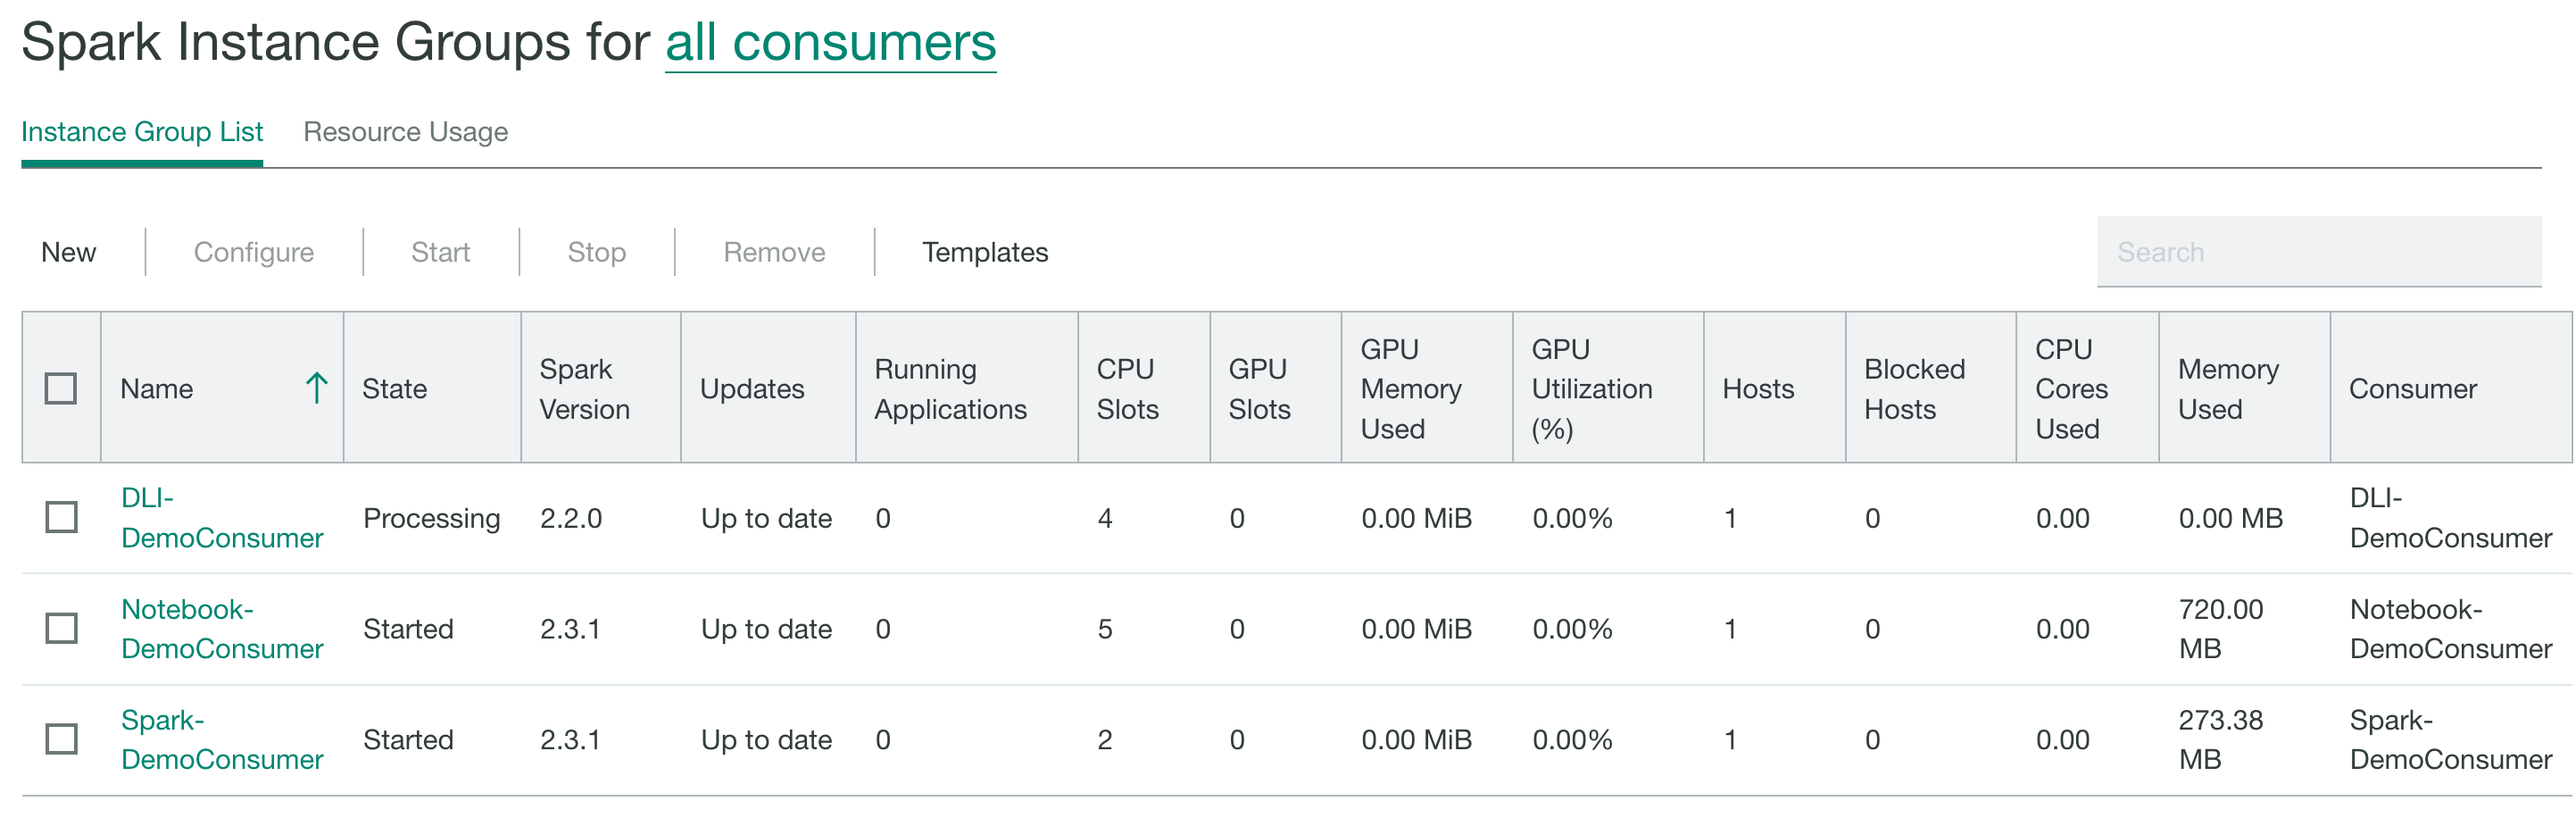 Spark Instance Groups for all consumers
Instance Group List Resource Usage
New Configure Start Stop Remove Templates Search
Name State Spark Version Updates Running Applications CPU Slots GPU Slots GPU Memory Used GPU Utilization (%) Hosts Blocked Hosts CPU Cores Used Memory Used Consumer
DLI-DemoConsumer Processing 2.2.0 Up to date 0 4 0 0.00 MiB 0.00% 1 0 0.00 0.00 MB DLI-DemoConsumer
Notebook-DemoConsumer Started 2.3.1 Up to date 0 5 0 0.00 MiB 0.00% 1 0 0.00 720.00 MB Notebook-DemoConsumer
Spark-DemoConsumer Started 2.3.1 Up to date 0 2 0 0.00 MiB 0.00% 1 0 0.00 273.38 MB Spark-DemoConsumer